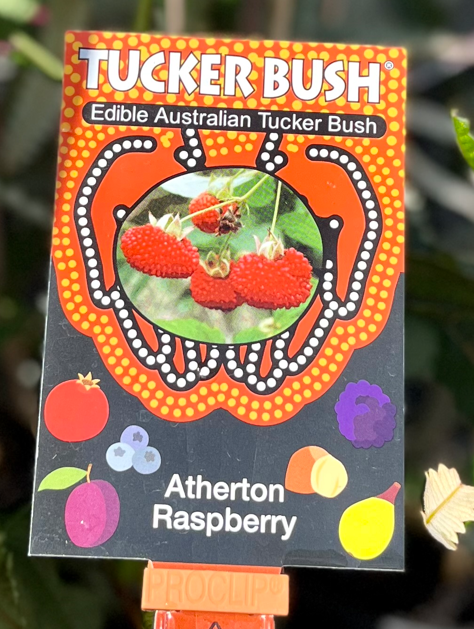 TUCKER BUSH®
Edible Australian Tucker Bush
Atherton
Raspberry
PROCLIP®